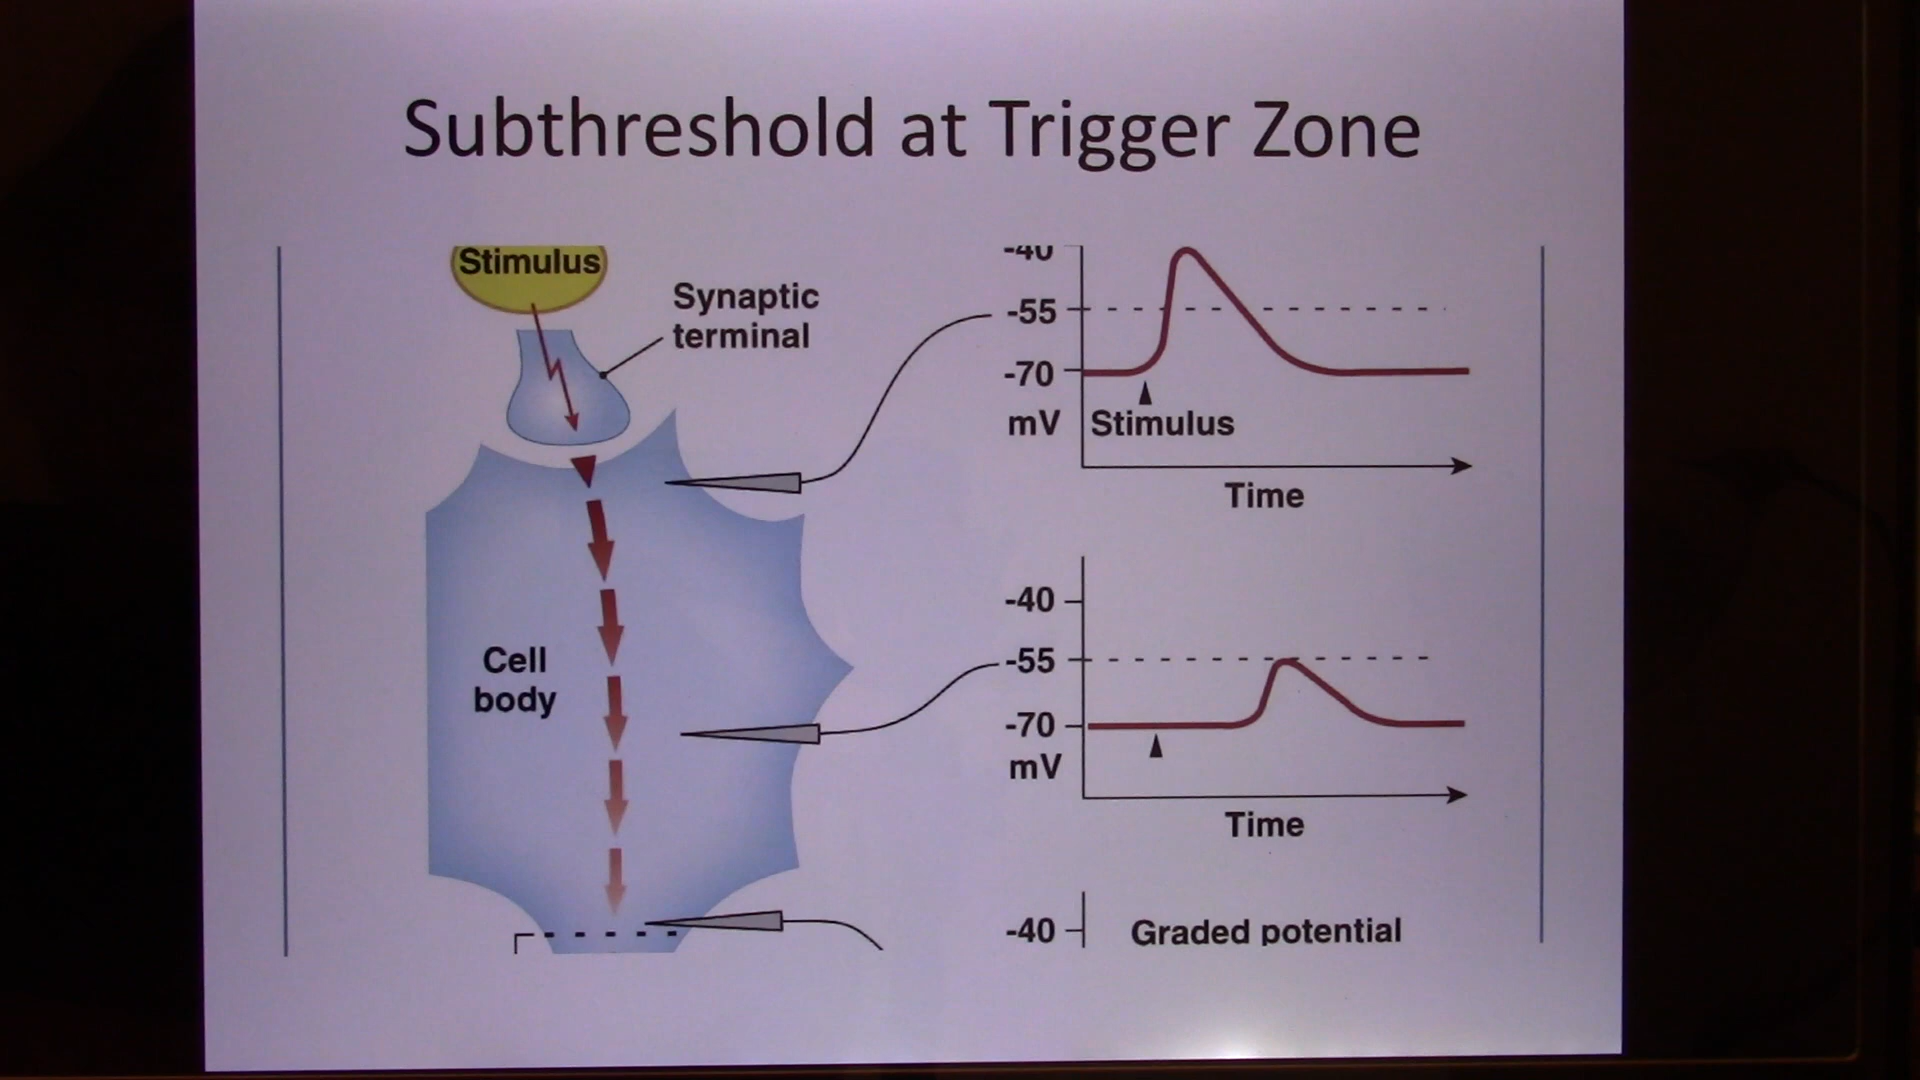 Subthreshold at Trigger Zone
Stimulus
Synaptic
terminal
Cell
body
-40
-55
-70
mV
Stimulus
Time
-40
-55
-70
mV
Time
-40
Graded potential